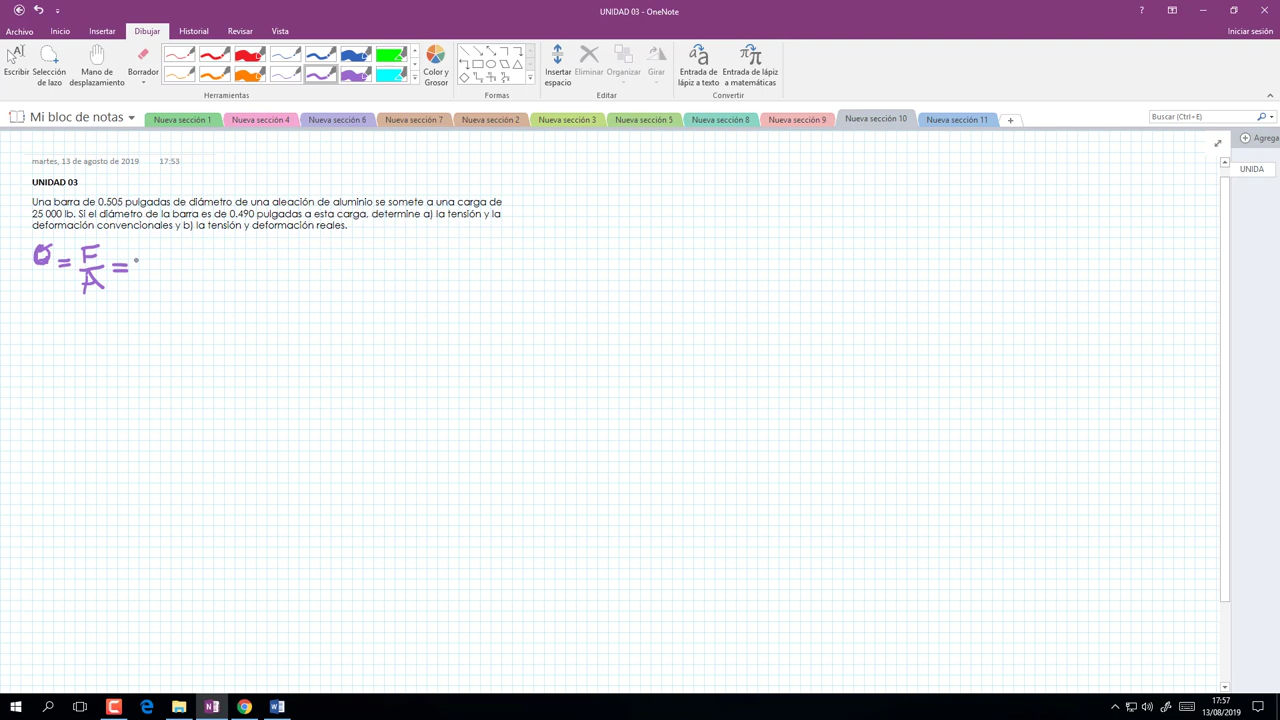 UNIDAD 03 - OneNote
Archivo Inicio Insertar Dibujar Historial Revisar Vista Iniciar sesión
Escribir Selección de lazo Mano de desplazamiento Borrador Color y Grosor Insertar espacio Eliminar Organizar Girar Entrada de lápiz a texto Entrada de lápiz a matemáticas
Herramientas Formas Editar Convertir
Mi bloc de notas Nueva sección 1 Nueva sección 4 Nueva sección 6 Nueva sección 7 Nueva sección 2 Nueva sección 3 Nueva sección 5 Nueva sección 8 Nueva sección 9 Nueva sección 10 Nueva sección 11 Buscar (Ctrl+E)
Agrega
martes, 13 de agosto de 2019 17:53
UNIDA
UNIDAD 03
Una barra de 0.505 pulgadas de diámetro de una aleación de aluminio se somete a una carga de
25 000 lb. Si el diámetro de la barra es de 0.490 pulgadas a esta carga, determine a) la tensión y la
deformación convencionales y b) la tensión y deformación reales.
σ = F/A =
17:57
13/08/2019